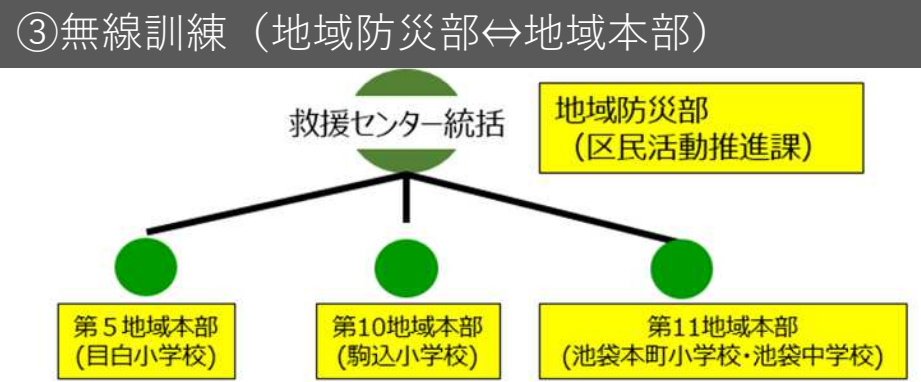 ③無線訓練（地域防災部⇔地域本部）
救援センター統括
地域防災部
（区民活動推進課）
第５地域本部
(目白小学校)
第10地域本部
(駒込小学校)
第11地域本部
(池袋本町小学校・池袋中学校)